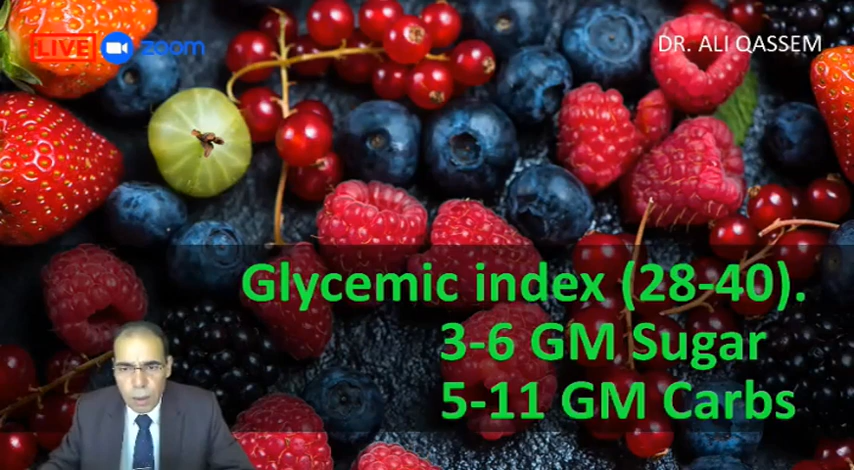 LIVE zoom
DR. ALI QASSEM
Glycemic index (28-40).
3-6 GM Sugar
5-11 GM Carbs